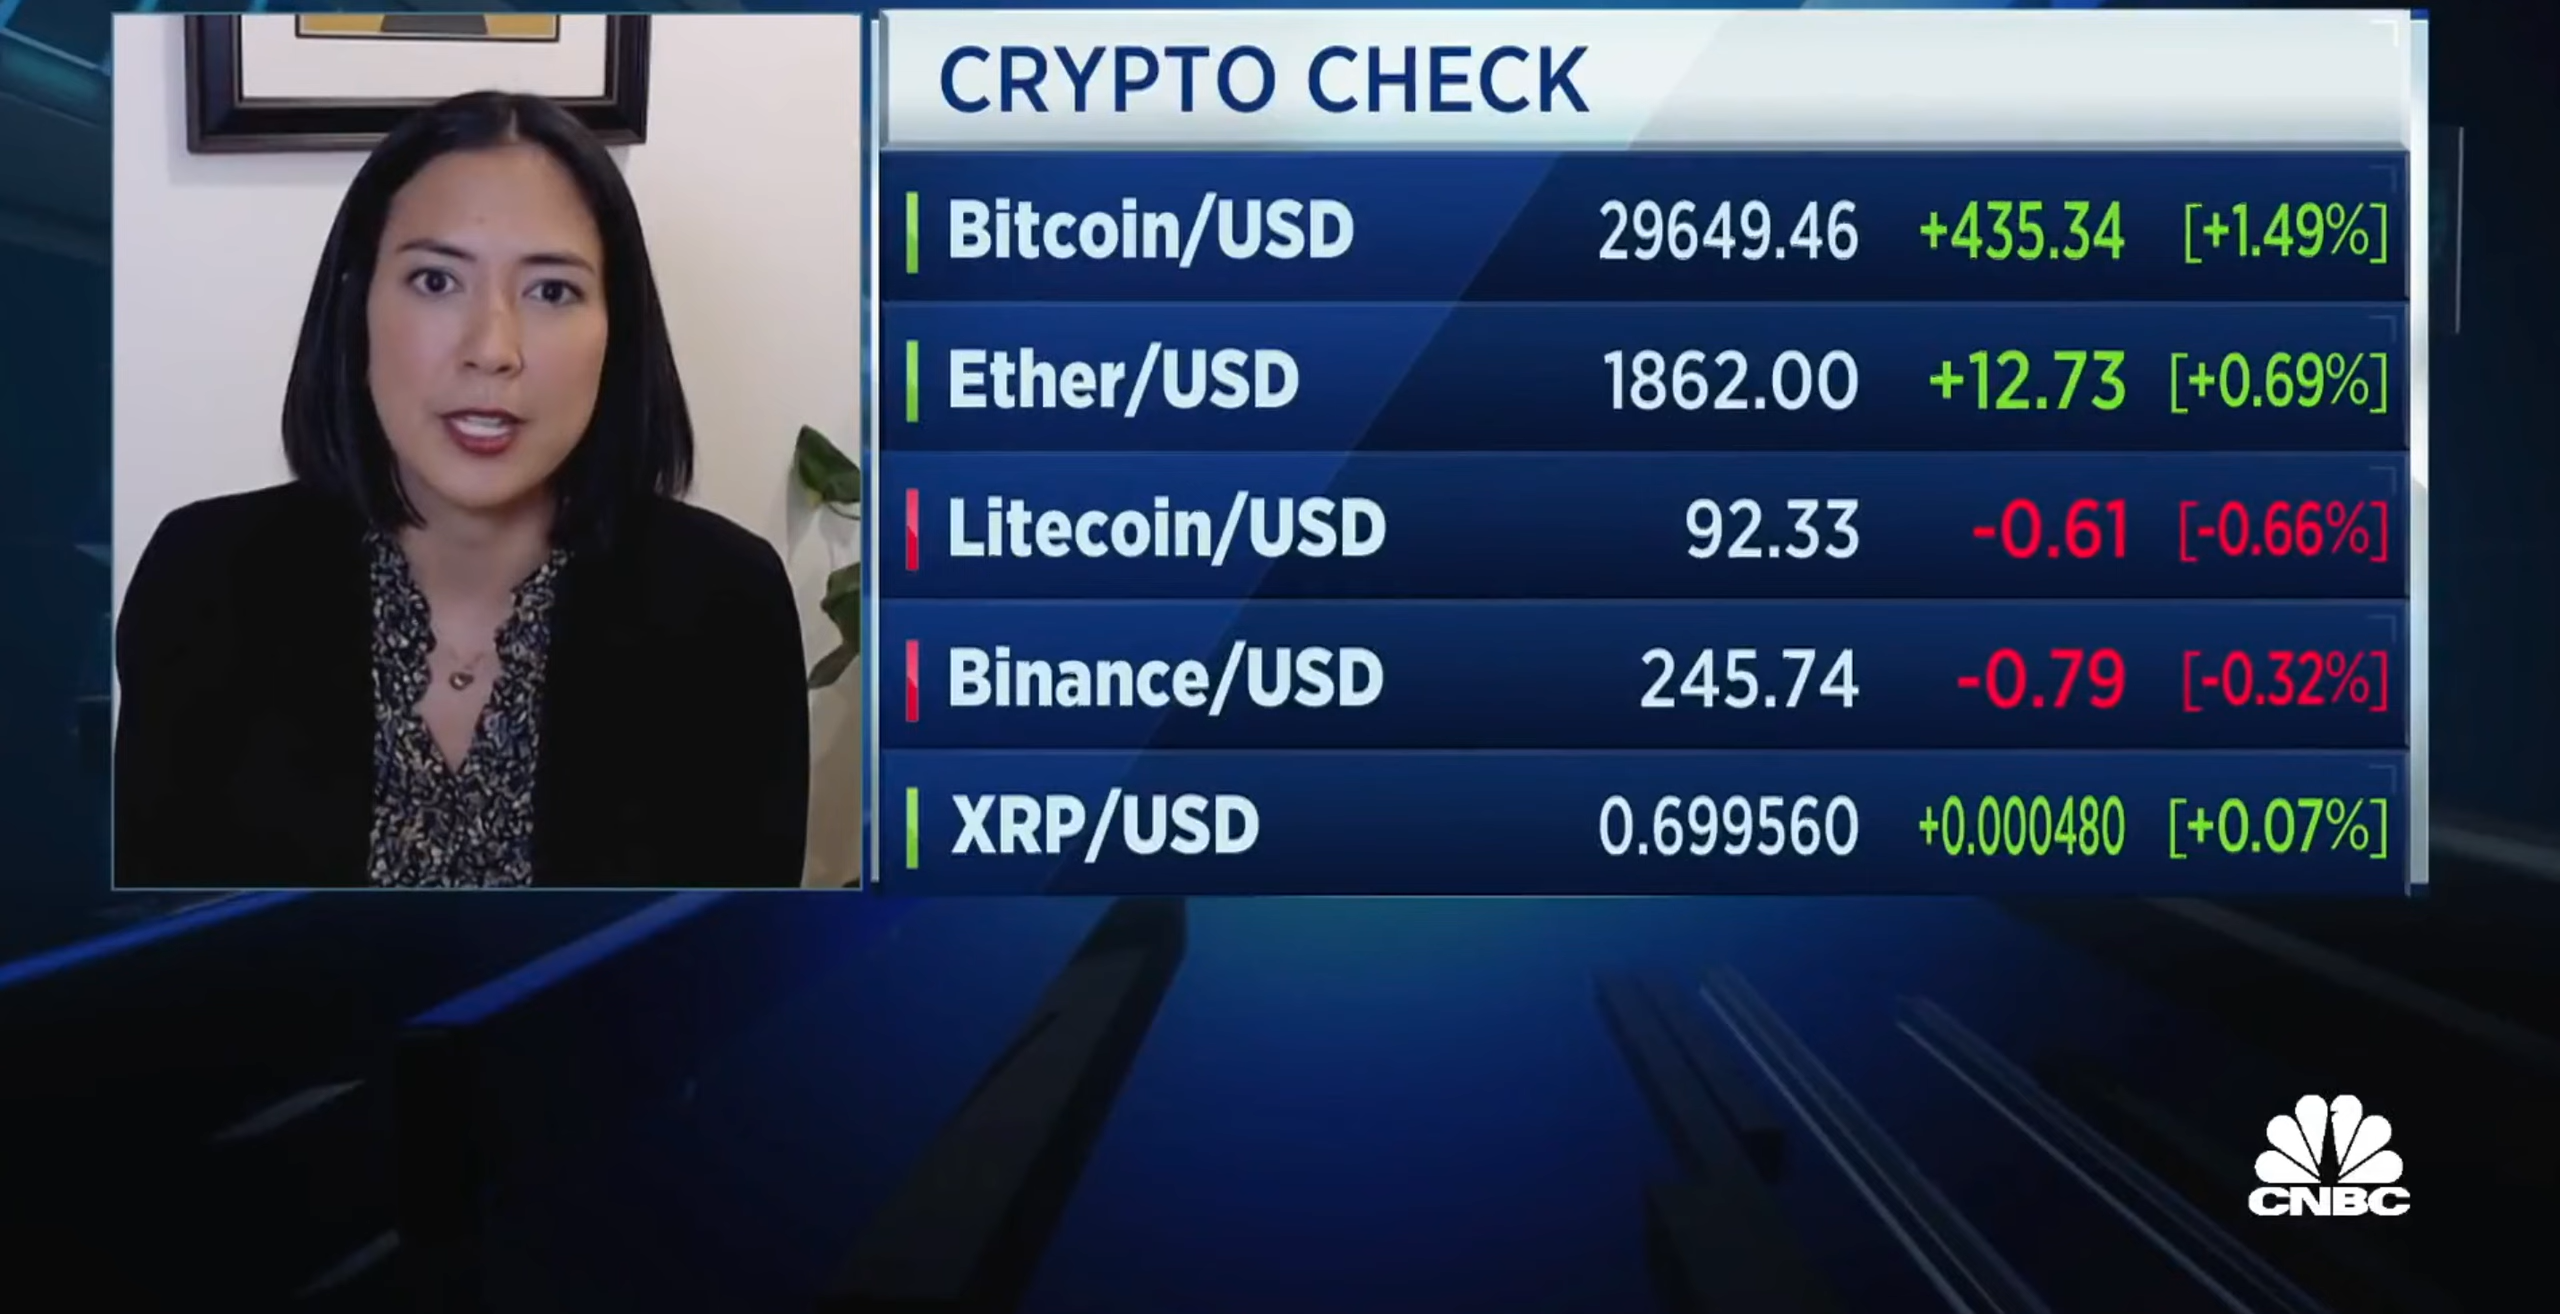 CRYPTO CHECK
Bitcoin/USD 29649.46 +435.34 [+1.49%]
Ether/USD 1862.00 +12.73 [+0.69%]
Litecoin/USD 92.33 -0.61 [-0.66%]
Binance/USD 245.74 -0.79 [-0.32%]
XRP/USD 0.699560 +0.000480 [+0.07%]
CNBC